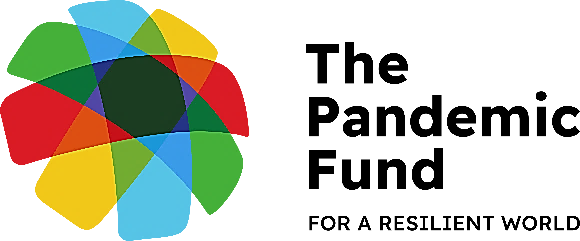 The
Pandemic
Fund
FOR A RESILIENT WORLD